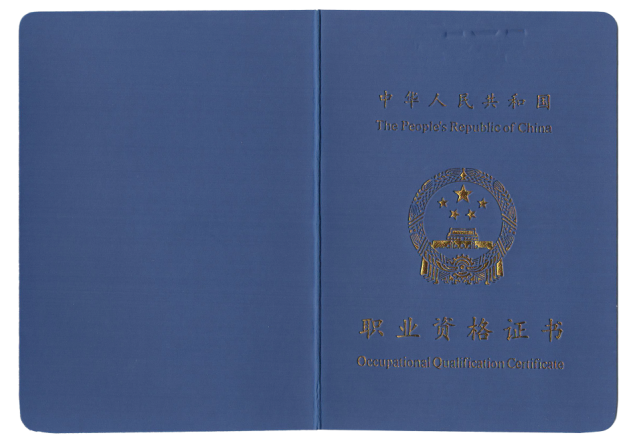 中华人民共和国
The People's Republic of China
职业资格证书
Occupational Qualification Certificate